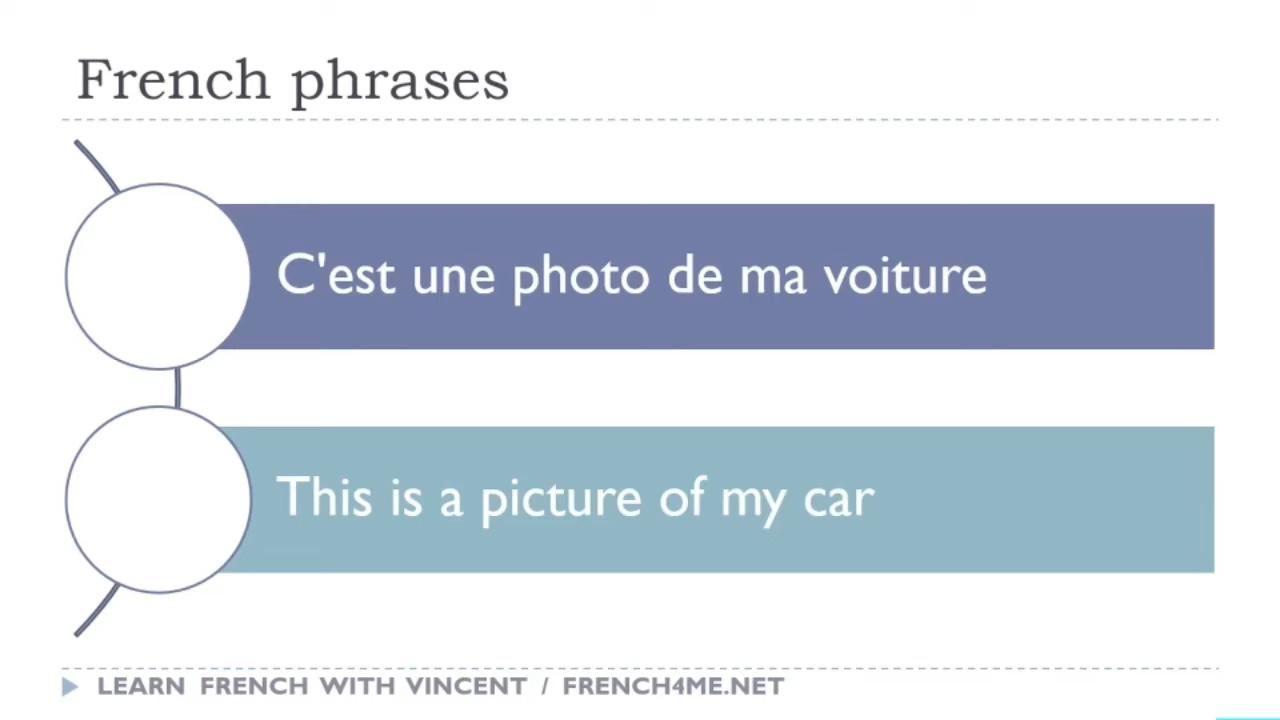 French phrases
C'est une photo de ma voiture
This is a picture of my car
LEARN FRENCH WITH VINCENT / FRENCH4ME.NET